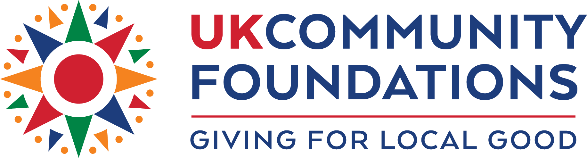 UKCOMMUNITY
FOUNDATIONS
GIVING FOR LOCAL GOOD